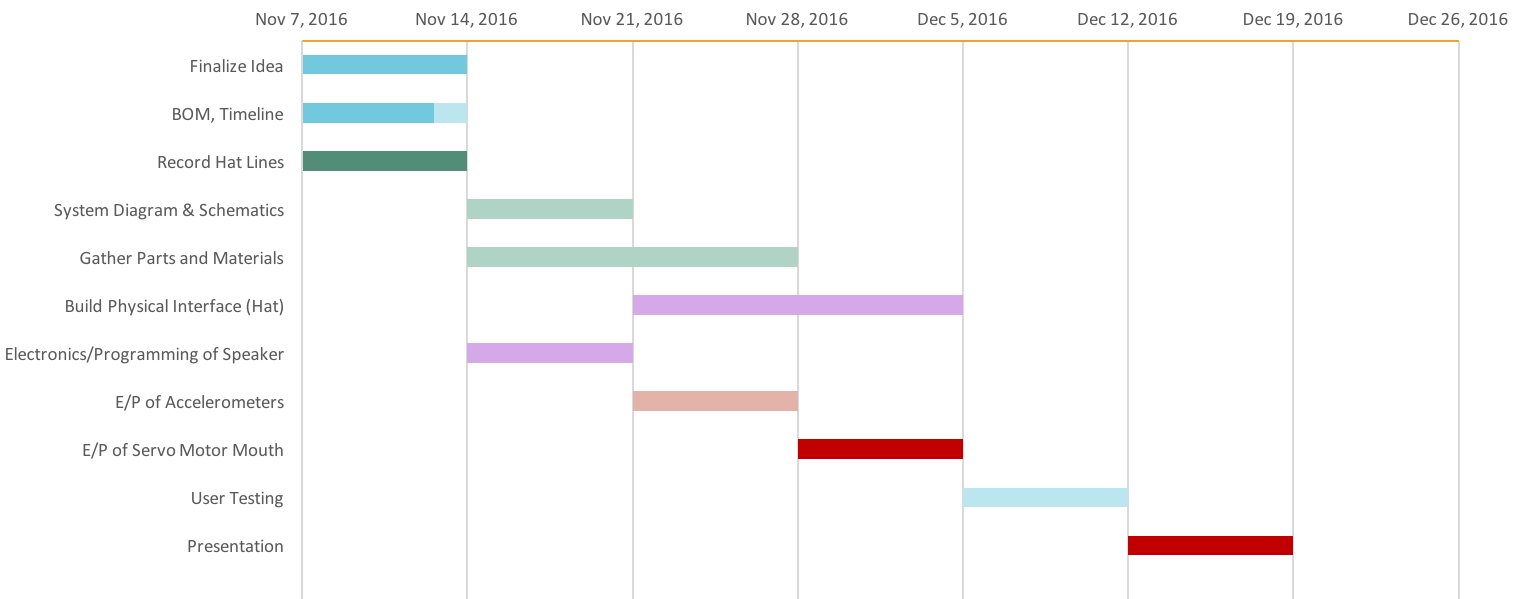 Nov 7, 2016 Nov 14, 2016 Nov 21, 2016 Nov 28, 2016 Dec 5, 2016 Dec 12, 2016 Dec 19, 2016 Dec 26, 2016
Finalize Idea
BOM, Timeline
Record Hat Lines
System Diagram & Schematics
Gather Parts and Materials
Build Physical Interface (Hat)
Electronics/Programming of Speaker
E/P of Accelerometers
E/P of Servo Motor Mouth
User Testing
Presentation